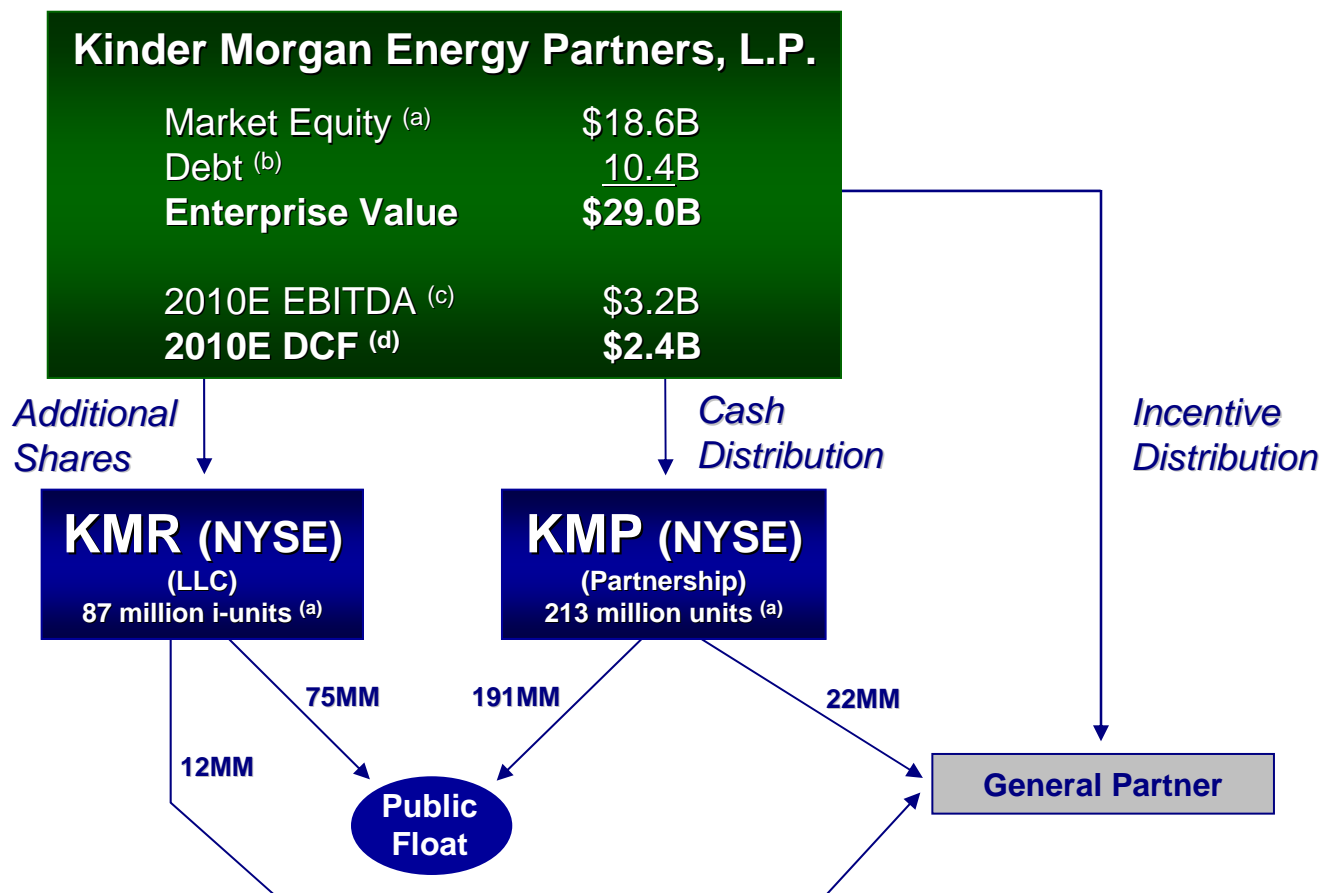 Kinder Morgan Energy Partners, L.P.
Market Equity (a) $18.6B
Debt (b) 10.4B
Enterprise Value $29.0B
2010E EBITDA (c) $3.2B
2010E DCF (d) $2.4B
Additional
Shares
Cash
Distribution
Incentive
Distribution
KMR (NYSE)
(LLC)
87 million i-units (a)
KMP (NYSE)
(Partnership)
213 million units (a)
75MM
191MM
22MM
12MM
Public
Float
General Partner